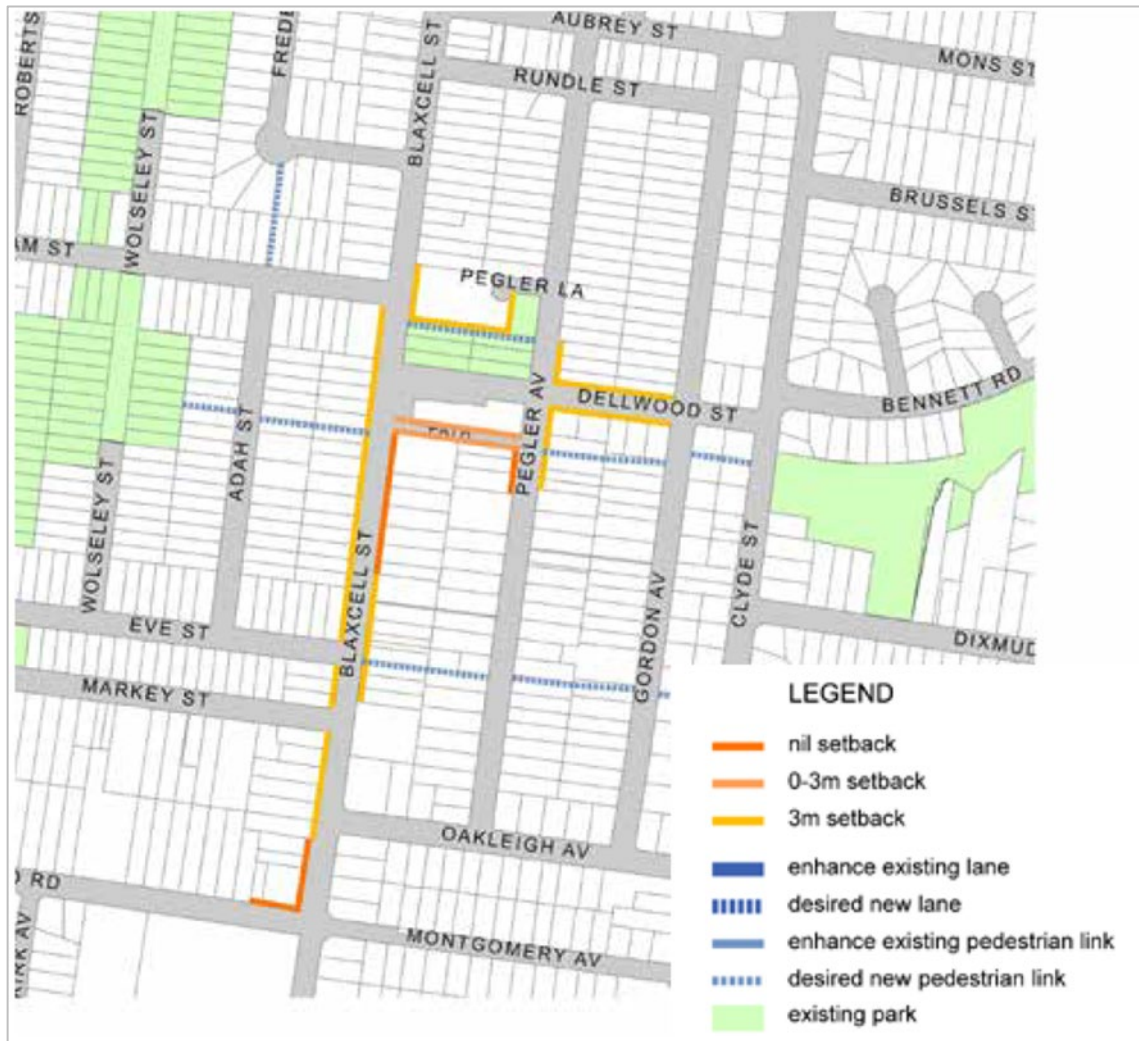 AUBREY ST
MONS ST
RUNDLE ST
ROBERTS
FREDE
BLAXCELL ST
WOLSELEY ST
BRUSSELS S
AM ST
PEGLER LA
BENNETT RD
DELLWOOD ST
PEGLER AV
ADAH ST
WOLSELEY ST
BLAXCELL ST
GORDON AV
CLYDE ST
EVE ST
DIXMUD
MARKEY ST
OAKLEIGH AV
RD
MONTGOMERY AV
AV
LEGEND
nil setback
0-3m setback
3m setback
enhance existing lane
desired new lane
enhance existing pedestrian link
desired new pedestrian link
existing park